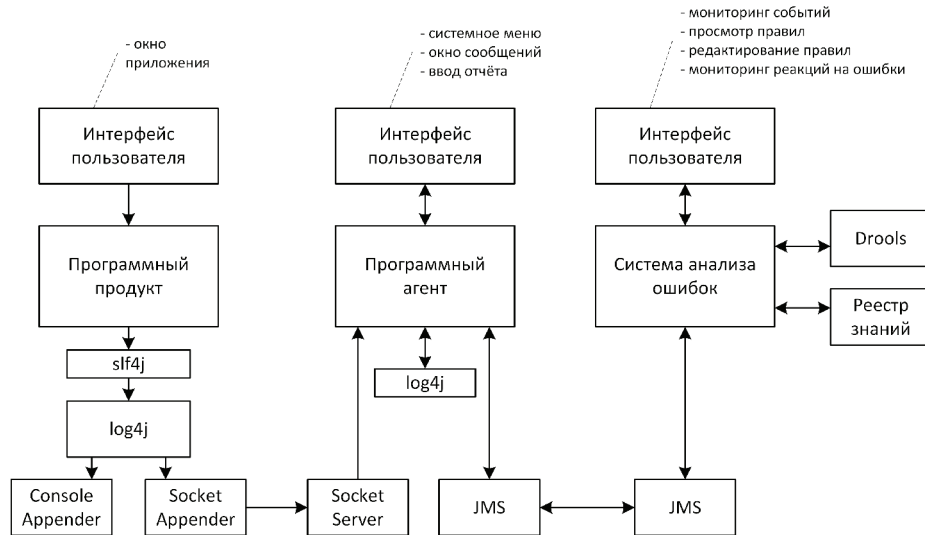 - окно
приложения
- системное меню
- окно сообщений
- ввод отчёта
- мониторинг событий
- просмотр правил
- редактирование правил
- мониторинг реакций на ошибки
Интерфейс
пользователя
Интерфейс
пользователя
Интерфейс
пользователя
Программный
продукт
Программный
агент
Система анализа
ошибок
Drools
Реестр
знаний
slf4j
log4j
log4j
Console
Appender
Socket
Appender
Socket
Server
JMS
JMS